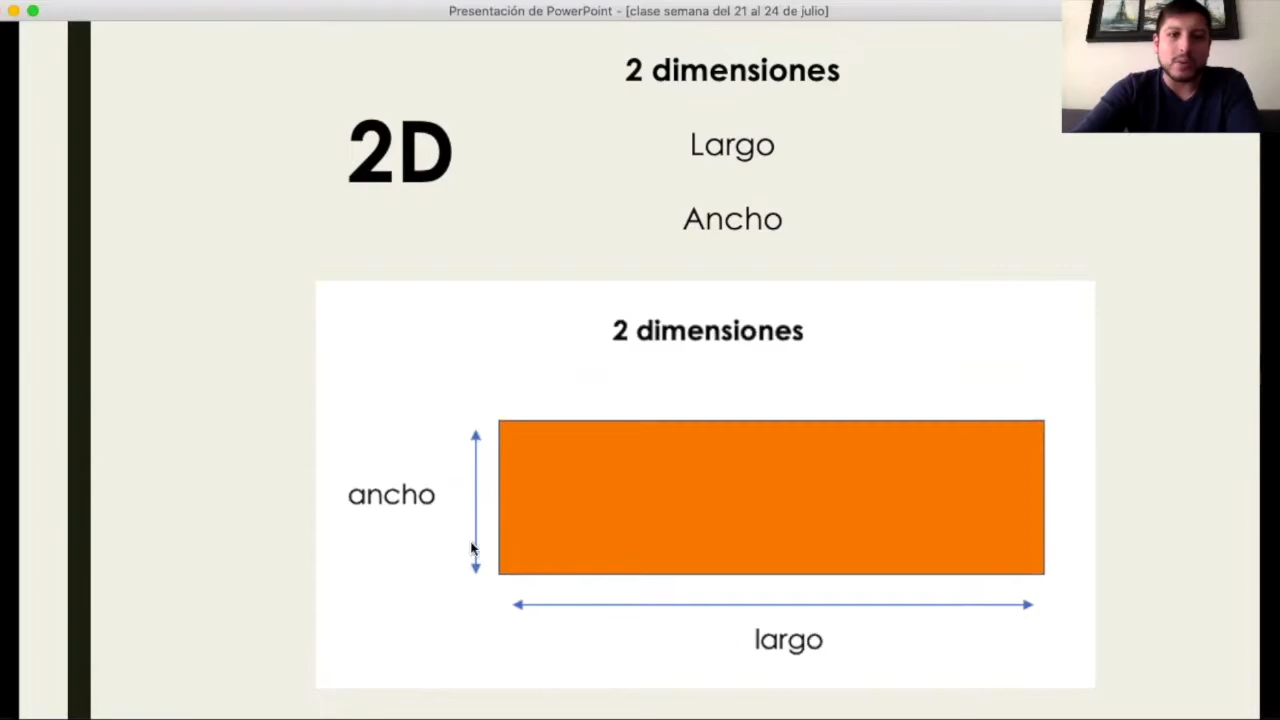 Presentación de PowerPoint - [clase semana del 21 al 24 de julio]
2 dimensiones
2D
Largo
Ancho
2 dimensiones
ancho
largo